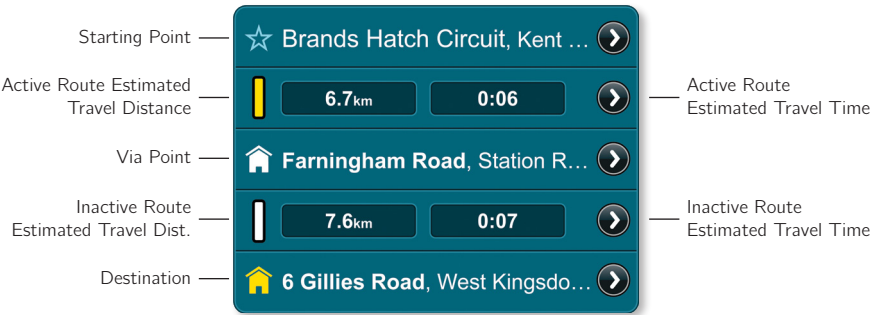 Starting Point
Brands Hatch Circuit, Kent ...
Active Route Estimated
Travel Distance
6.7km
0:06
Active Route
Estimated Travel Time
Via Point
Farningham Road, Station R...
Inactive Route
Estimated Travel Dist.
7.6km
0:07
Inactive Route
Estimated Travel Time
Destination
6 Gillies Road, West Kingsdo...